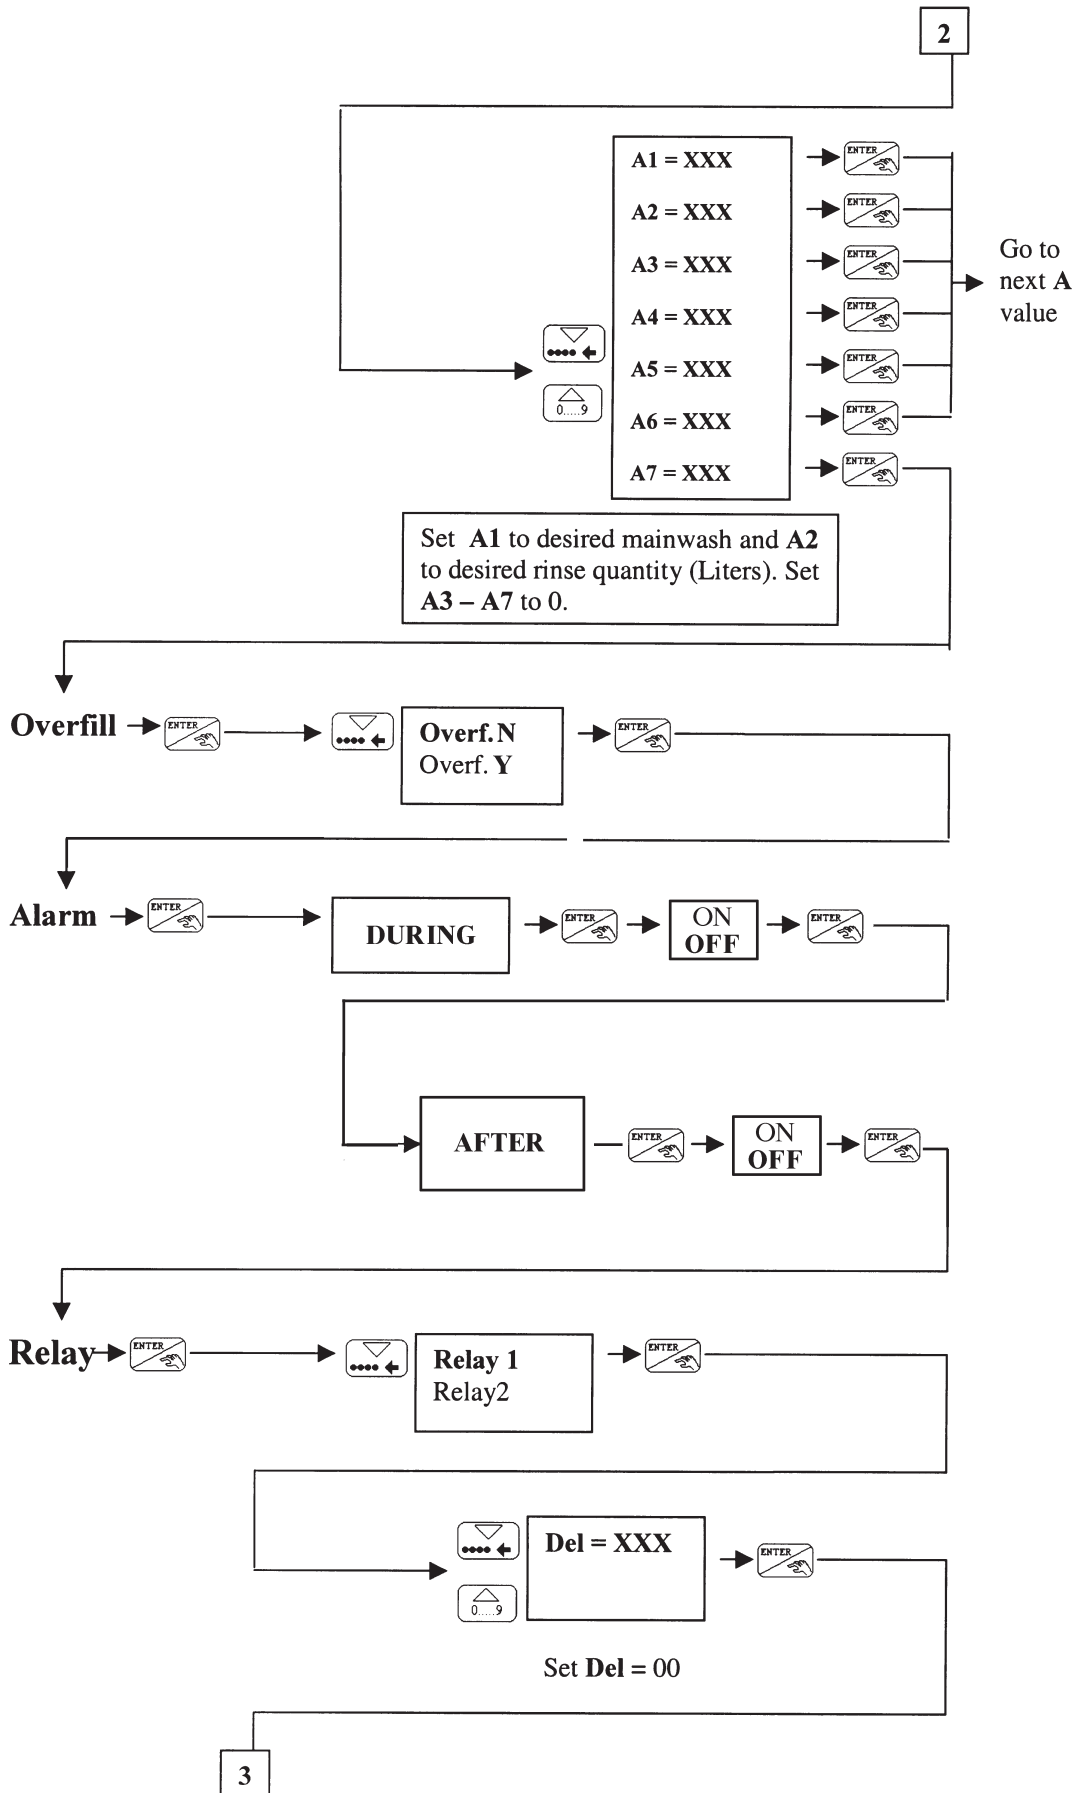 2
A1 = XXX
ENTER
A2 = XXX
ENTER
A3 = XXX
ENTER
A4 = XXX
ENTER
A5 = XXX
ENTER
A6 = XXX
ENTER
A7 = XXX
ENTER
Go to
next A
value
0.....9
Set A1 to desired mainwash and A2
to desired rinse quantity (Liters). Set
A3 – A7 to 0.
Overfill
ENTER
Overf.N
Overf. Y
ENTER
Alarm
ENTER
DURING
ENTER
ON
OFF
ENTER
AFTER
ENTER
ON
OFF
ENTER
Relay
ENTER
Relay 1
Relay2
ENTER
Del = XXX
ENTER
0.....9
Set Del = 00
3